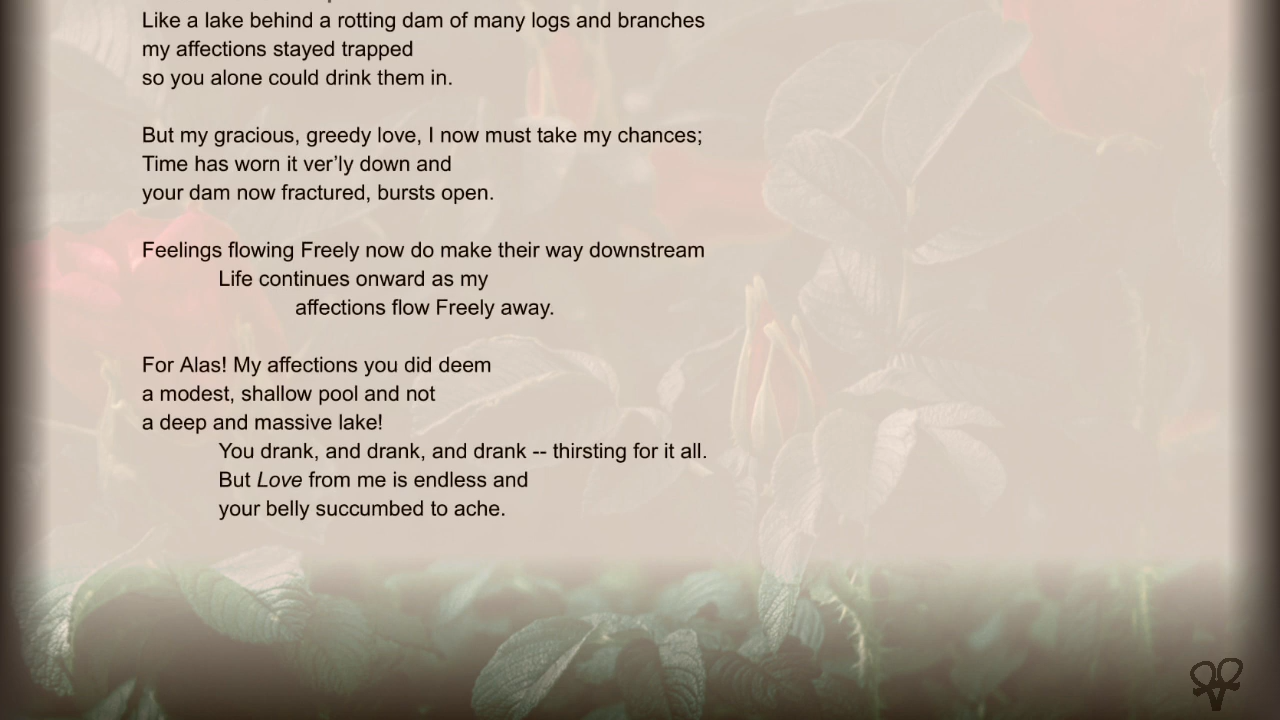 Like a lake behind a rotting dam of many logs and branches
my affections stayed trapped
so you alone could drink them in.
But my gracious, greedy love, I now must take my chances;
Time has worn it ver’ly down and
your dam now fractured, bursts open.
Feelings flowing Freely now do make their way downstream
Life continues onward as my
affections flow Freely away.
For Alas! My affections you did deem
a modest, shallow pool and not
a deep and massive lake!
You drank, and drank, and drank -- thirsting for it all.
But Love from me is endless and
your belly succumbed to ache.